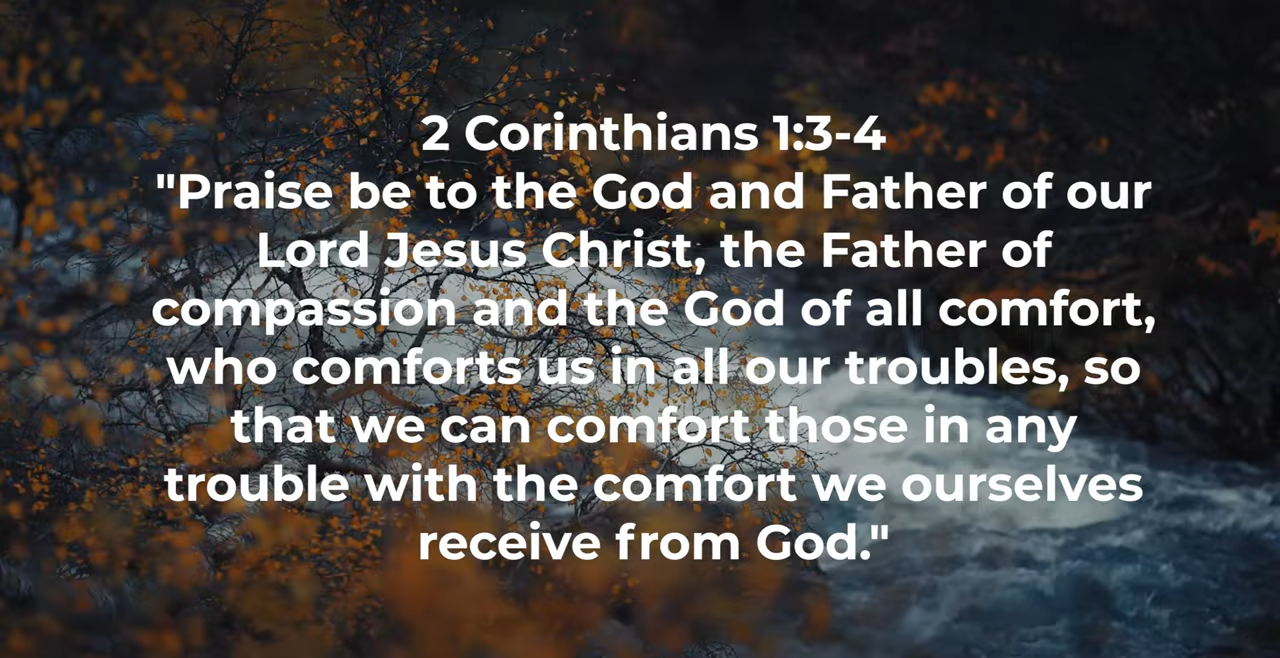 2 Corinthians 1:3-4
"Praise be to the God and Father of our
Lord Jesus Christ, the Father of
compassion and the God of all comfort,
who comforts us in all our troubles, so
that we can comfort those in any
trouble with the comfort we ourselves
receive from God."